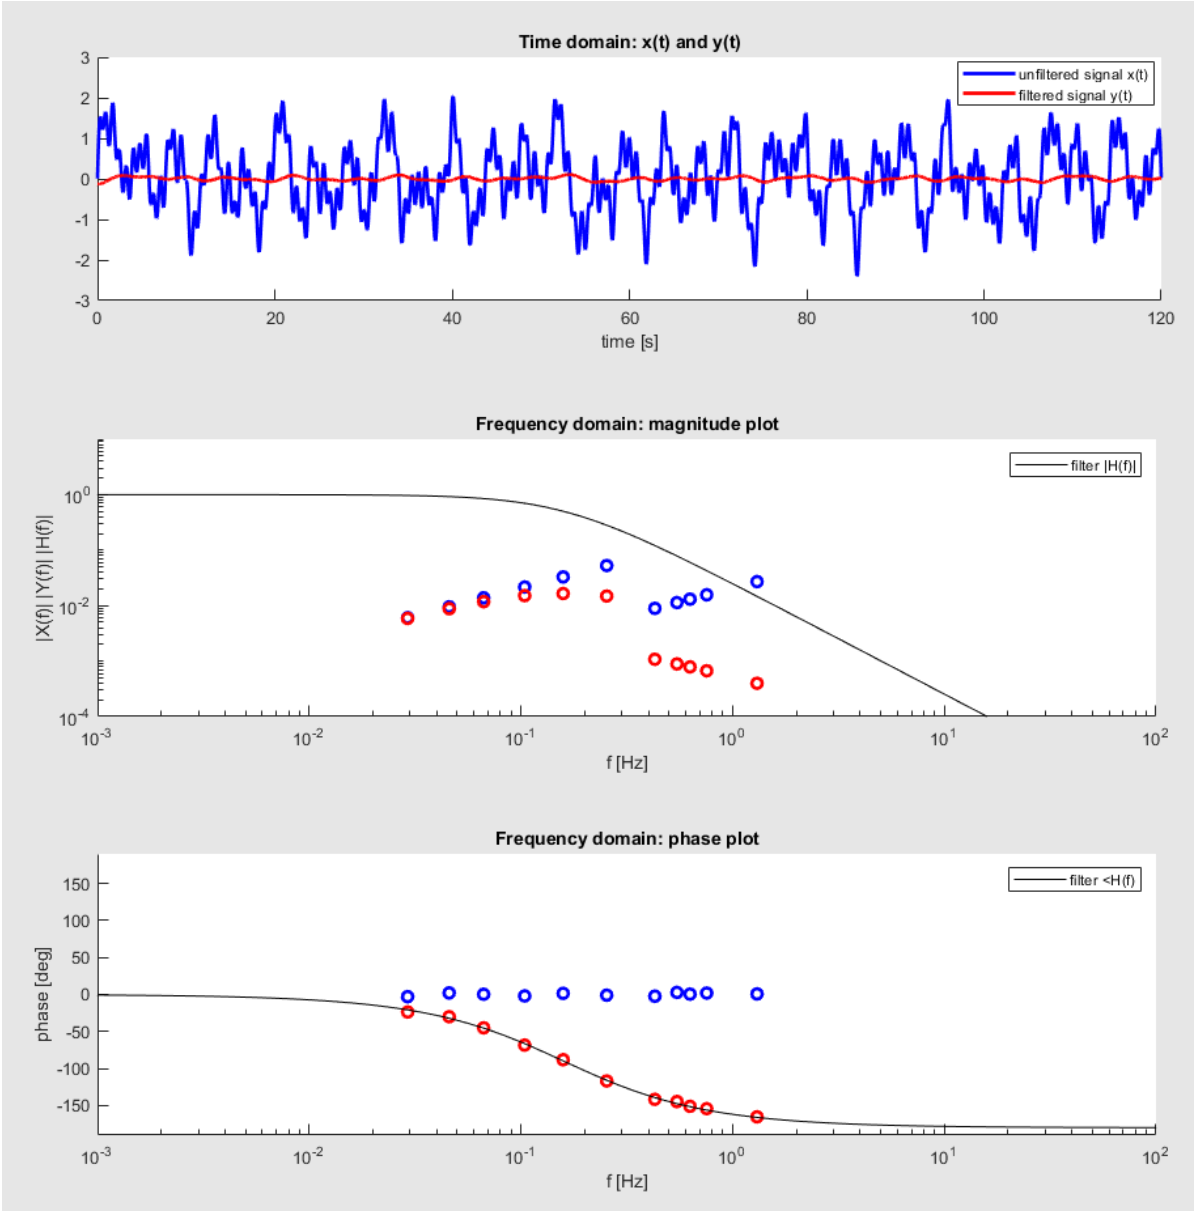 Time domain: x(t) and y(t)
3
2
1
0
-1
-2
-3
unfiltered signal x(t)
filtered signal y(t)
0 20 40 60 80 100 120
time [s]
Frequency domain: magnitude plot
|X(f)| |Y(f)| |H(f)|
10^0
10^-2
10^-4
filter |H(f)|
10^-3 10^-2 10^-1 10^0 10^1 10^2
f [Hz]
Frequency domain: phase plot
phase [deg]
150
100
50
0
-50
-100
-150
filter <H(f)
10^-3 10^-2 10^-1 10^0 10^1 10^2
f [Hz]